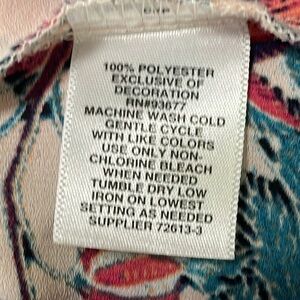 100% POLYESTER
EXCLUSIVE OF
DECORATION
RN#93677
MACHINE WASH COLD
GENTLE CYCLE
WITH LIKE COLORS
USE ONLY NON-
CHLORINE BLEACH
WHEN NEEDED
TUMBLE DRY LOW
IRON ON LOWEST
SETTING AS NEEDED
SUPPLIER 72613-3